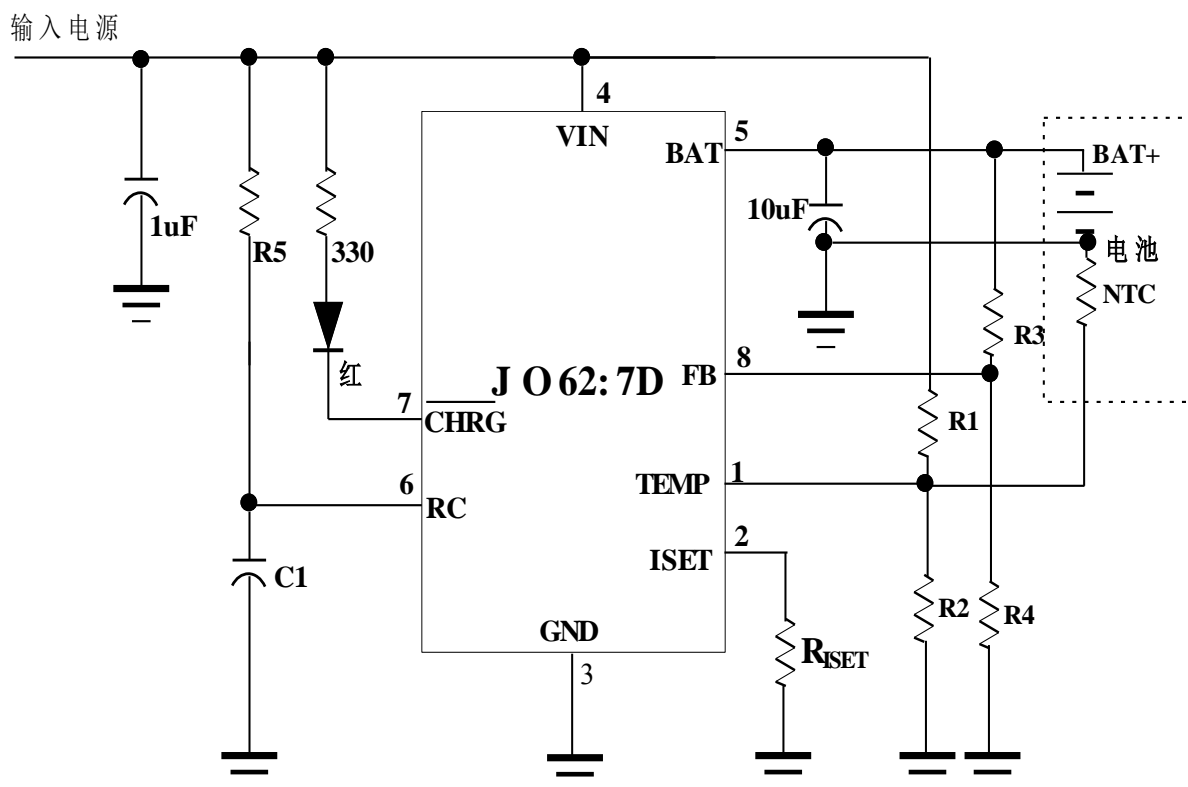 输入电源
4
VIN
5
BAT
BAT+
1uF
R5
330
10uF
电池
NTC
R3
红
8
JO62:7D
FB
7
CHRG
R1
6
RC
TEMP
1
2
ISET
C1
R2
R4
GND
RISET
3